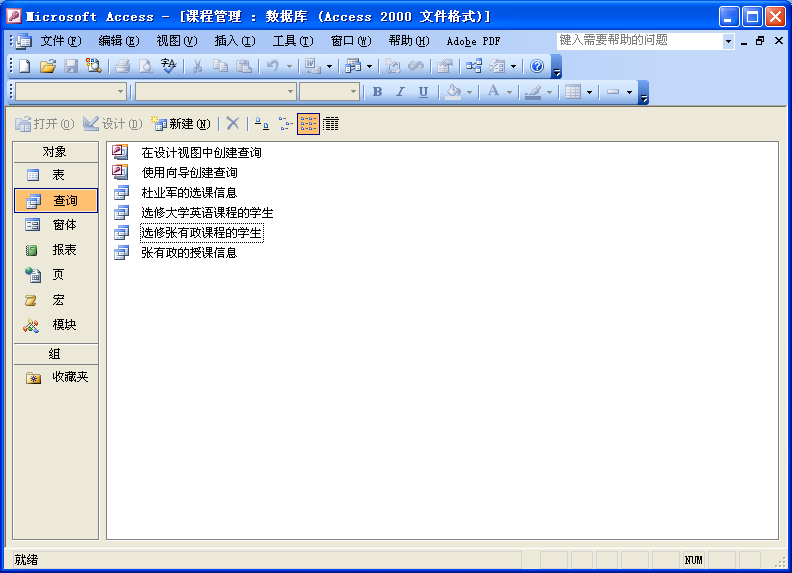 Microsoft Access - [课程管理 : 数据库 (Access 2000 文件格式)]
文件(F) 编辑(E) 视图(V) 插入(I) 工具(T) 窗口(W) 帮助(H) Adobe PDF 键入需要帮助的问题
B I U A
打开(O) 设计(D) 新建(N)
对象
表
查询
窗体
报表
页
宏
模块
组
收藏夹
在设计视图中创建查询
使用向导创建查询
杜业军的选课信息
选修大学英语课程的学生
选修张有政课程的学生
张有政的授课信息
就绪 NUM